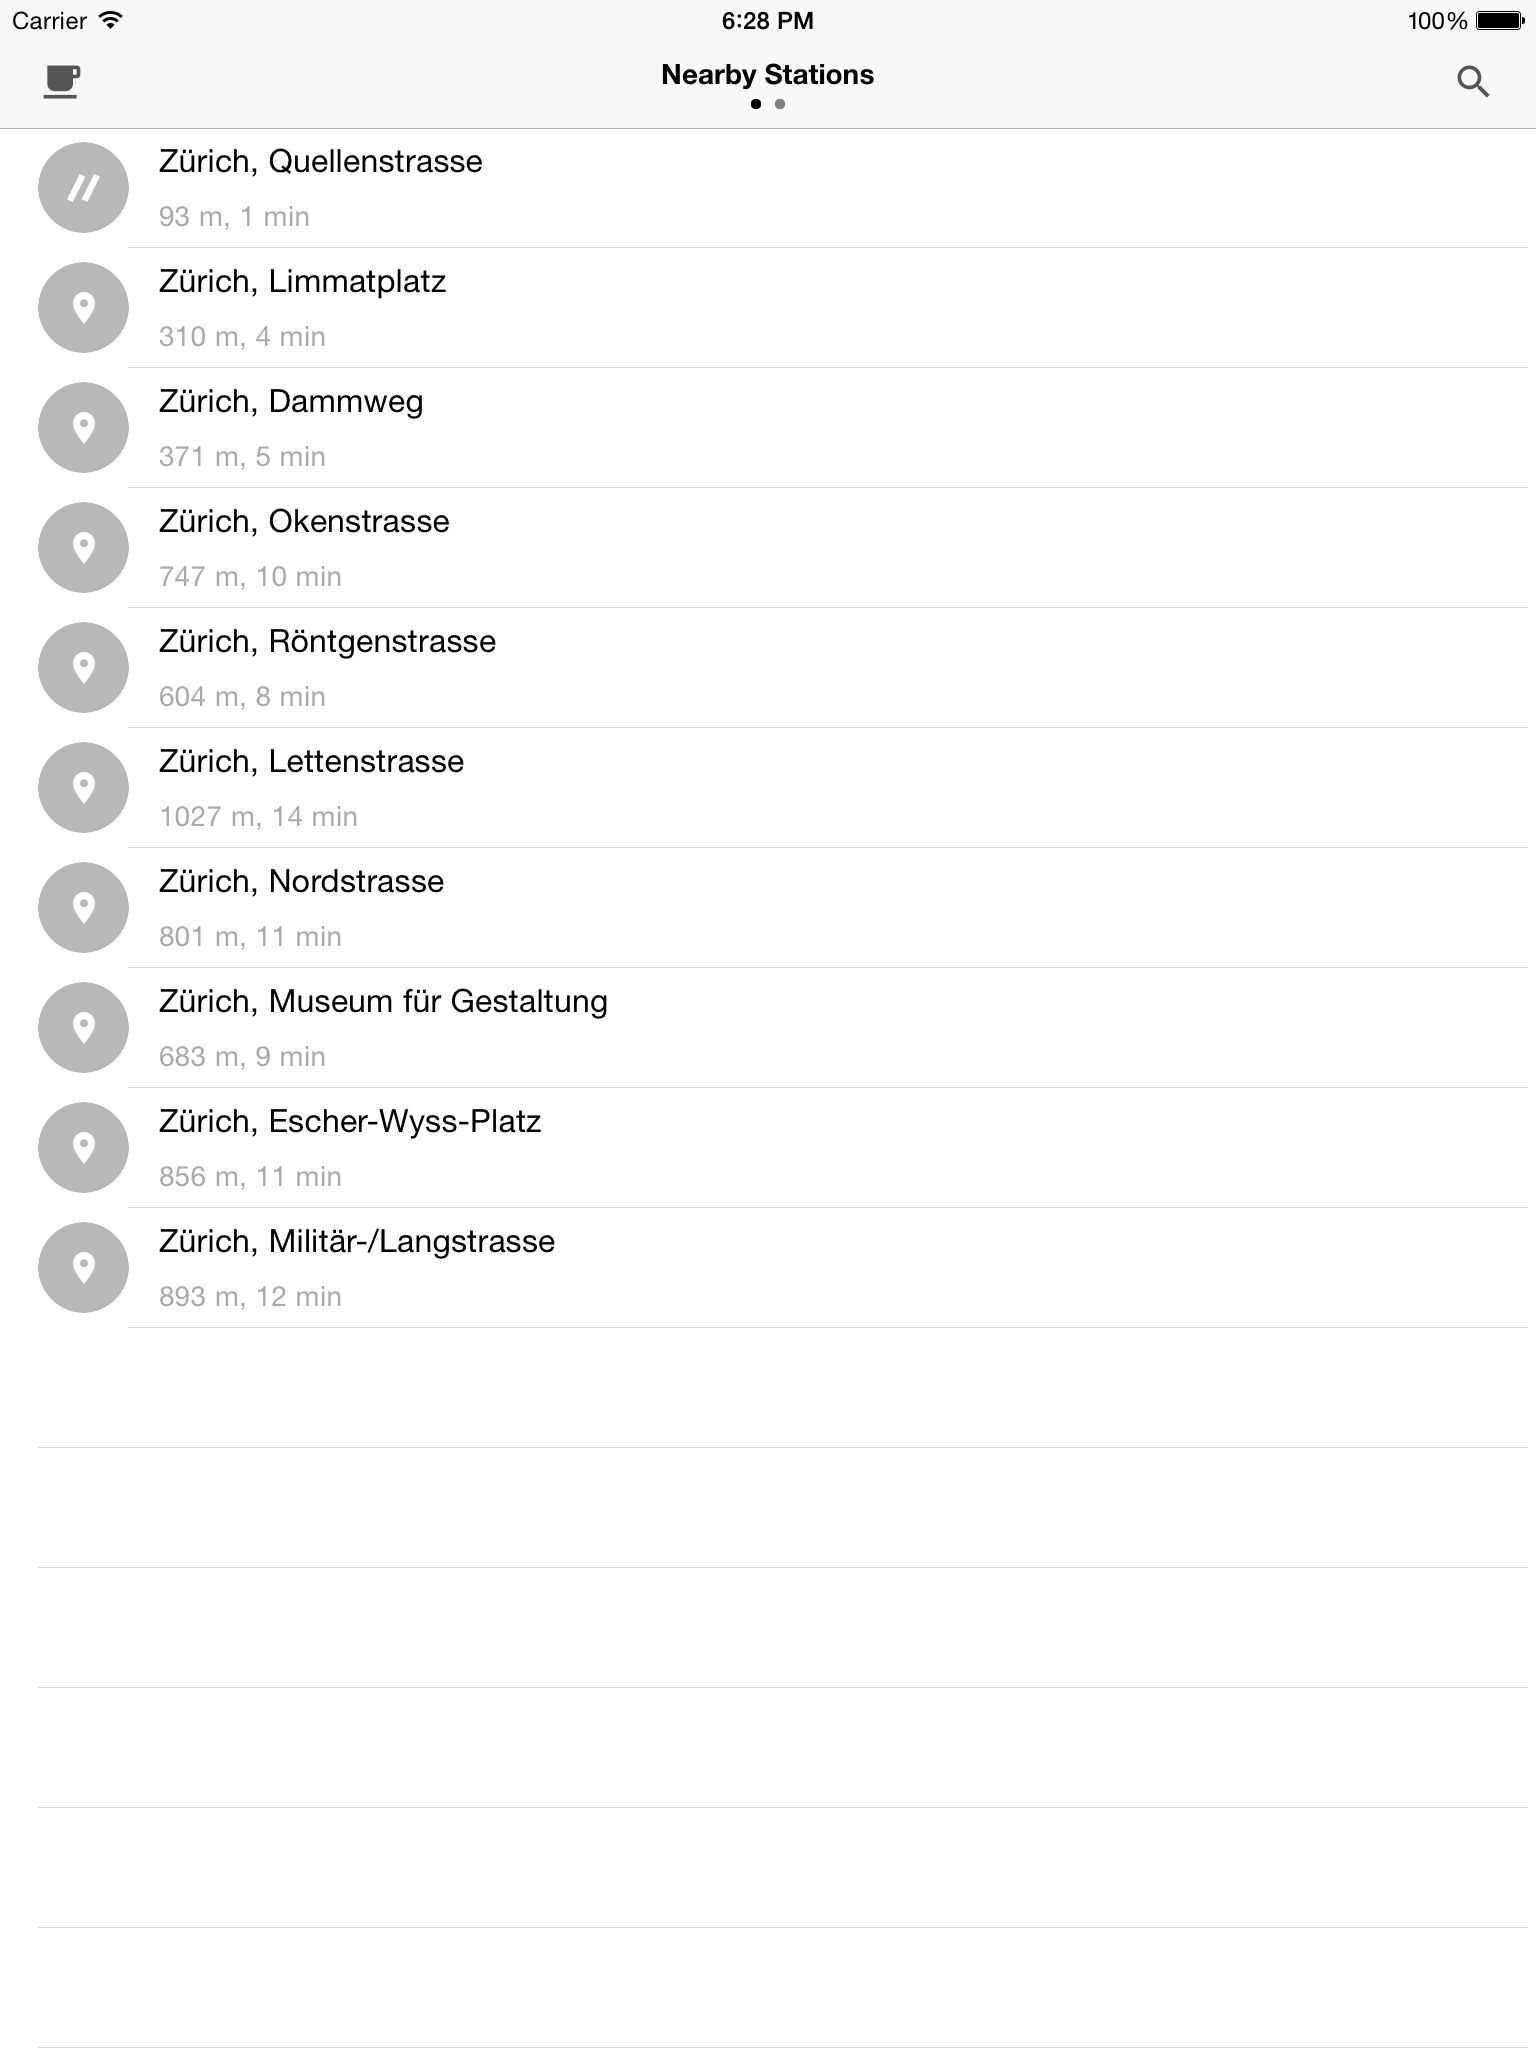 Carrier 6:28 PM 100%
Nearby Stations
Zürich, Quellenstrasse
93 m, 1 min
Zürich, Limmatplatz
310 m, 4 min
Zürich, Dammweg
371 m, 5 min
Zürich, Okenstrasse
747 m, 10 min
Zürich, Röntgenstrasse
604 m, 8 min
Zürich, Lettenstrasse
1027 m, 14 min
Zürich, Nordstrasse
801 m, 11 min
Zürich, Museum für Gestaltung
683 m, 9 min
Zürich, Escher-Wyss-Platz
856 m, 11 min
Zürich, Militär-/Langstrasse
893 m, 12 min